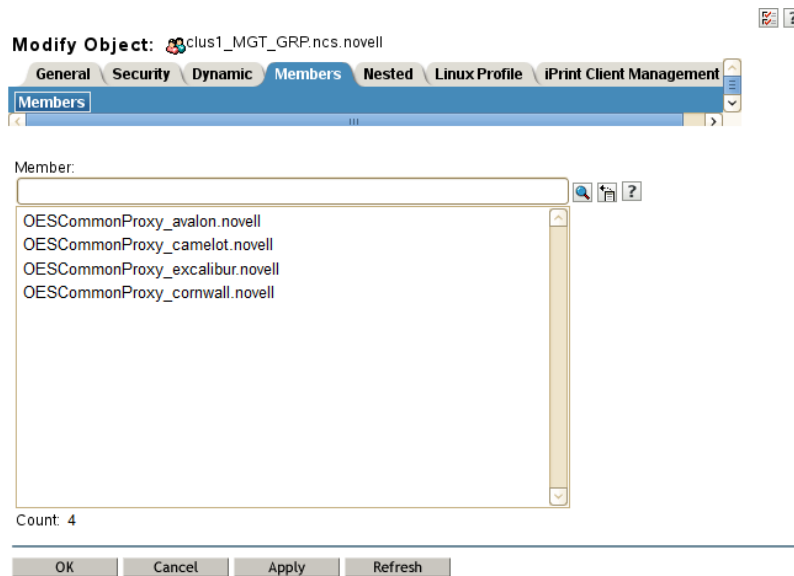 Modify Object: clus1_MGT_GRP.ncs.novell
General Security Dynamic Members Nested Linux Profile iPrint Client Management
Members
Member:
?
OESCommonProxy_avalon.novell
OESCommonProxy_camelot.novell
OESCommonProxy_excalibur.novell
OESCommonProxy_cornwall.novell
Count: 4
OK Cancel Apply Refresh